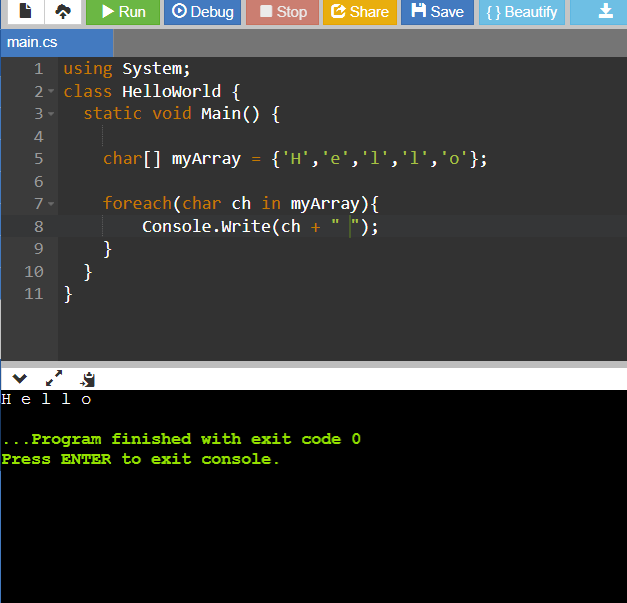 Run Debug Stop Share Save { } Beautify
main.cs
1 using System;
2 class HelloWorld {
3   static void Main() {
4
5     char[] myArray = {'H','e','l','l','o'};
6
7     foreach(char ch in myArray){
8         Console.Write(ch + " ");
9     }
10   }
11 }
H e l l o
...Program finished with exit code 0
Press ENTER to exit console.